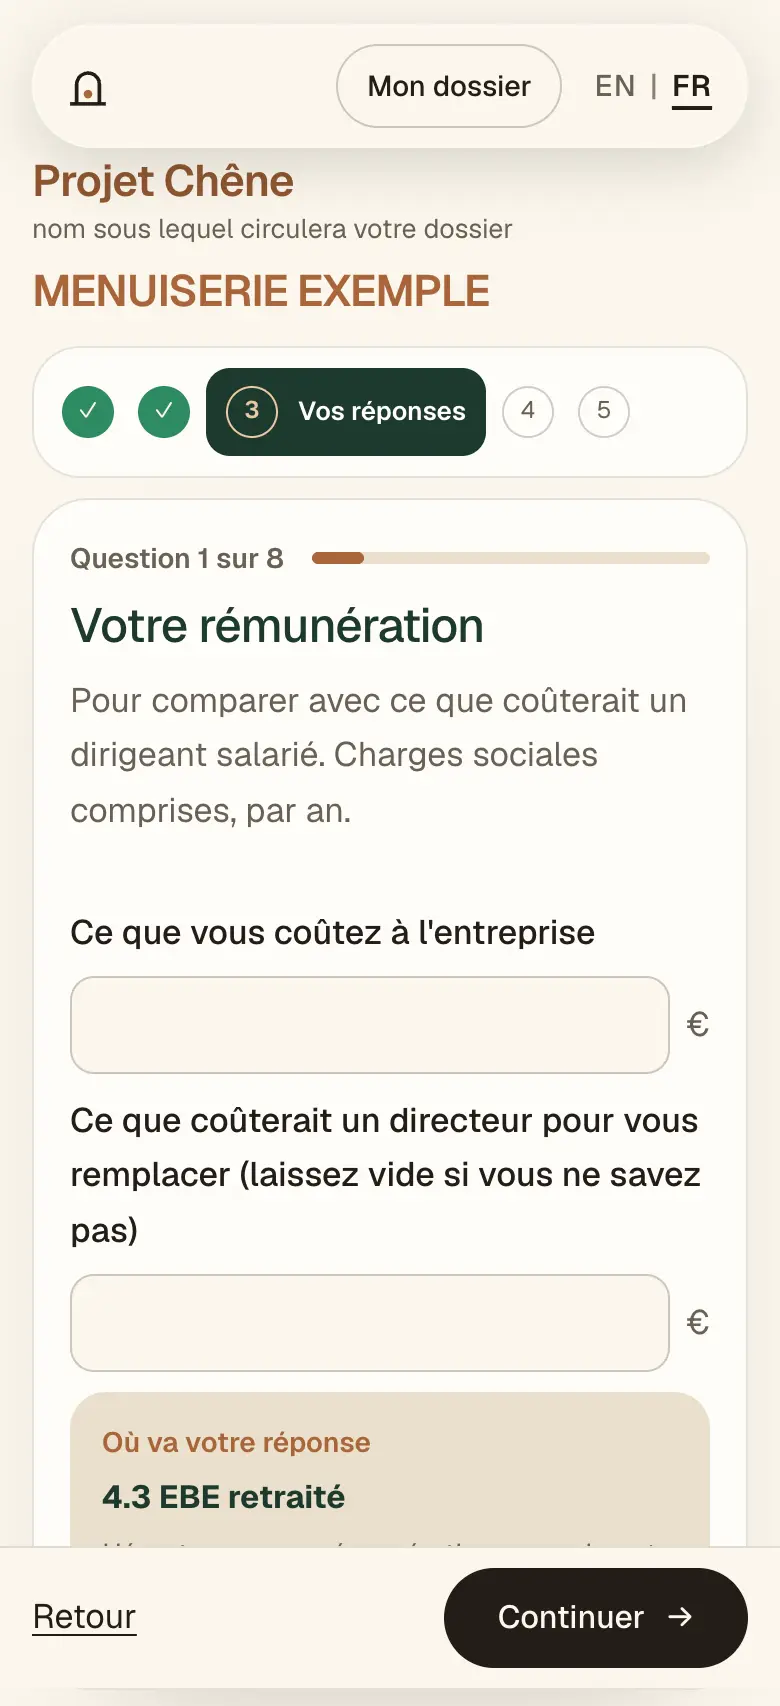 Mon dossier
EN | FR
Projet Chêne
nom sous lequel circulera votre dossier
MENUISERIE EXEMPLE
3 Vos réponses 4 5
Question 1 sur 8
Votre rémunération
Pour comparer avec ce que coûterait un
dirigeant salarié. Charges sociales
comprises, par an.
Ce que vous coûtez à l'entreprise
€
Ce que coûterait un directeur pour vous
remplacer (laissez vide si vous ne savez
pas)
€
Où va votre réponse
4.3 EBE retraité
Retour
Continuer →